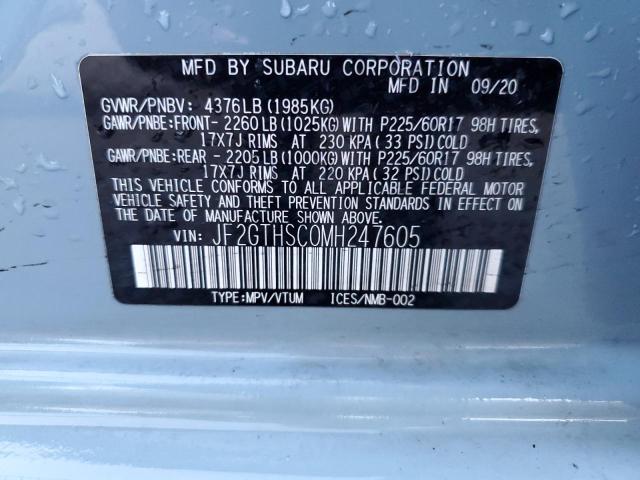 MFD BY SUBARU CORPORATION
MFD IN 09/20
GVWR/PNBV: 4376LB (1985KG)
GAWR/PNBE:FRONT- 2260LB (1025KG) WITH P225/60R17 98H TIRES,
17X7J RIMS AT 230 KPA ( 33 PSI) COLD
GAWR/PNBE:REAR - 2205LB (1000KG) WITH P225/60R17 98H TIRES,
17X7J RIMS AT 220 KPA ( 32 PSI) COLD
THIS VEHICLE CONFORMS TO ALL APPLICABLE FEDERAL MOTOR
VEHICLE SAFETY AND THEFT PREVENTION STANDARDS IN EFFECT
ON THE DATE OF MANUFACTURE SHOWN ABOVE.
VIN: JF2GTHSC0MH247605
TYPE:MPV/VTUM ICES/NMB-002